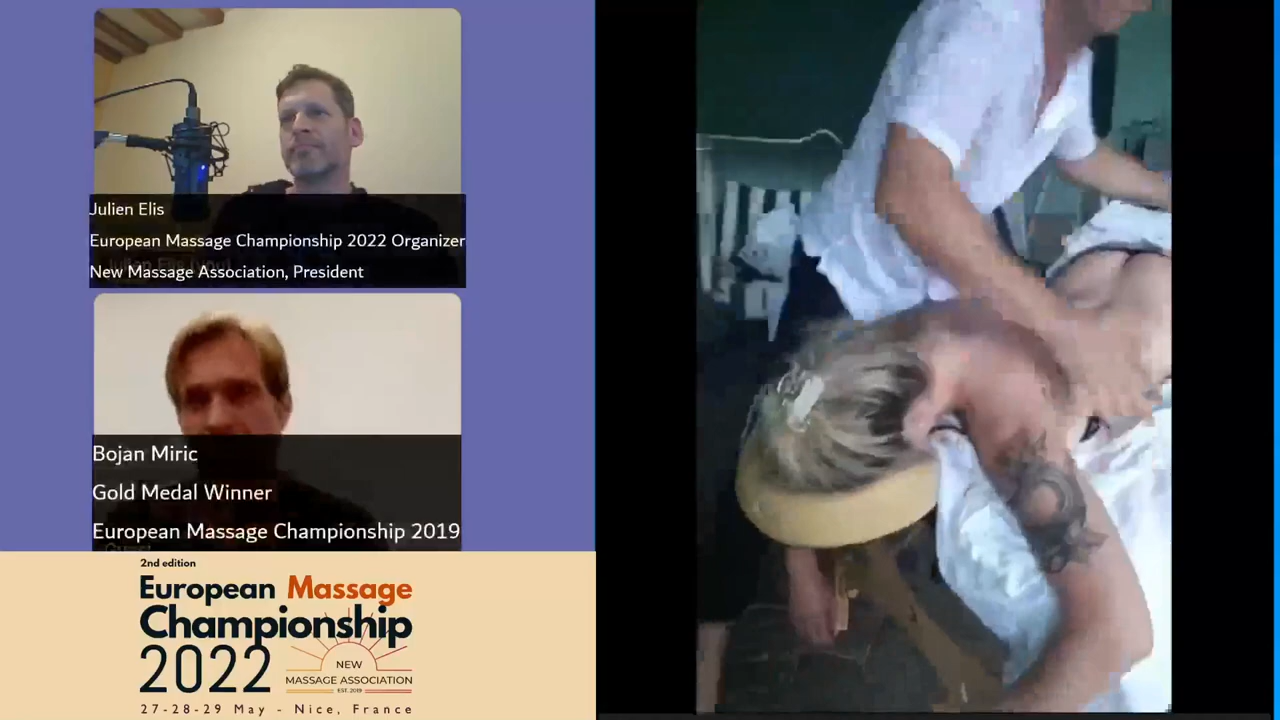 Julien Elis
European Massage Championship 2022 Organizer
New Massage Association, President
Bojan Miric
Gold Medal Winner
European Massage Championship 2019
Guest
2nd edition
European Massage
Championship
2022
NEW
MASSAGE ASSOCIATION
EST. 2019
27-28-29 May - Nice, France